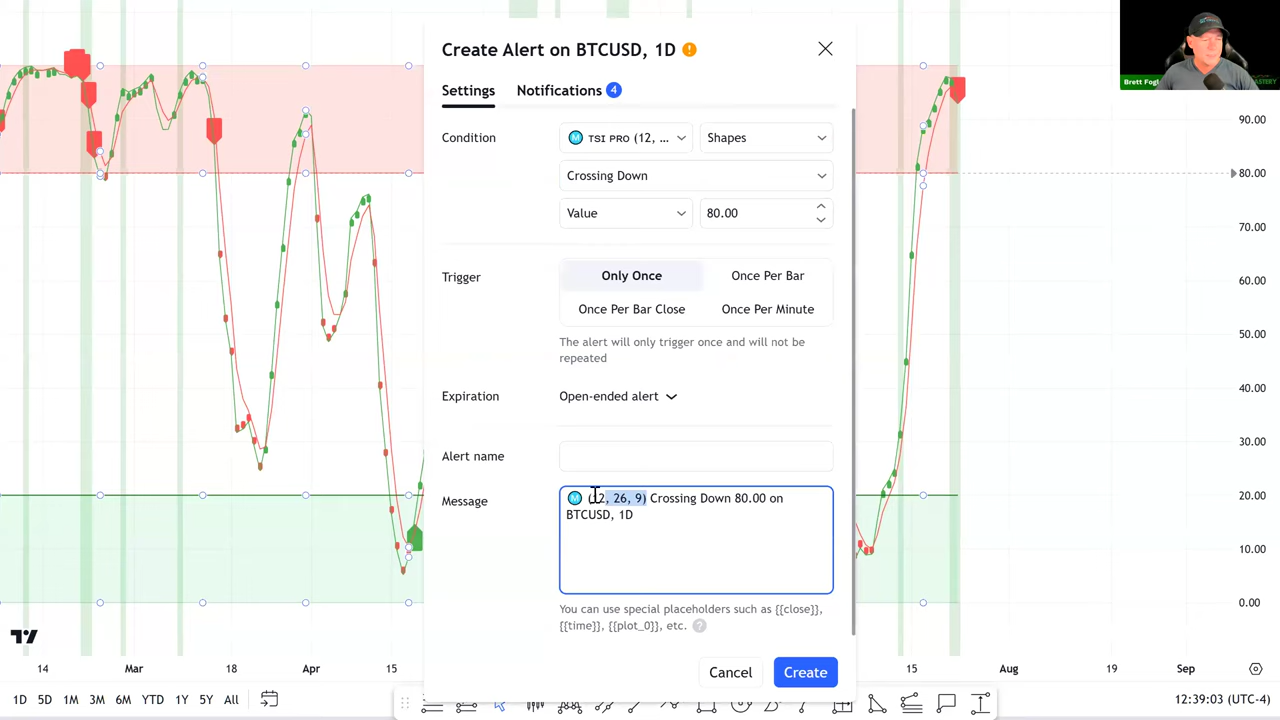 Create Alert on BTCUSD, 1D
Settings
Notifications 4
Condition
TSI PRO (12, ...
Shapes
Crossing Down
Value
80.00
Trigger
Only Once
Once Per Bar
Once Per Bar Close
Once Per Minute
The alert will only trigger once and will not be
repeated
Expiration
Open-ended alert
Alert name
Message
(12, 26, 9) Crossing Down 80.00 on
BTCUSD, 1D
You can use special placeholders such as {{close}},
{{time}}, {{plot_0}}, etc.
Cancel
Create
Brett Fogl
90.00
80.00
70.00
60.00
50.00
40.00
30.00
20.00
10.00
0.00
14
Mar
18
Apr
15
15
Aug
19
Sep
1D
5D
1M
3M
6M
YTD
1Y
5Y
All
12:39:03 (UTC-4)